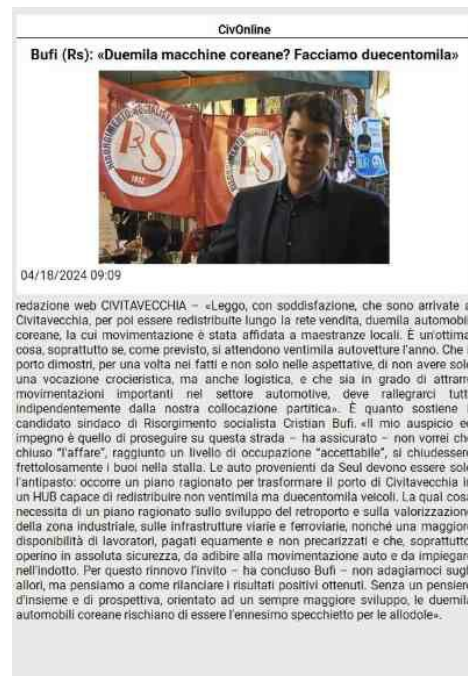 CivOnline
Bufi (Rs): «Duemila macchine coreane? Facciamo duecentomila»
RISORGIMENTO SOCIALISTA
RS
1892
RS
04/18/2024 09:09
redazione web CIVITAVECCHIA – «Leggo, con soddisfazione, che sono arrivate a
Civitavecchia, per poi essere redistribuite lungo la rete vendita, duemila automobil
coreane, la cui movimentazione è stata affidata a maestranze locali. È un'ottima
cosa, soprattutto se, come previsto, si attendono ventimila autovetture l'anno. Che i
porto dimostri, per una volta nei fatti e non solo nelle aspettative, di non avere solo
una vocazione crocieristica, ma anche logistica, e che sia in grado di attrarre
movimentazioni importanti nel settore automotive, deve rallegrarci tutti
indipendentemente dalla nostra collocazione partitica». È quanto sostiene i
candidato sindaco di Risorgimento socialista Cristian Bufi. «Il mio auspicio ed
impegno è quello di proseguire su questa strada – ha assicurato – non vorrei che
chiuso "l'affare", raggiunto un livello di occupazione "accettabile", si chiudessero
frettolosamente i buoi nella stalla. Le auto provenienti da Seul devono essere solo
l'antipasto: occorre un piano ragionato per trasformare il porto di Civitavecchia in
un HUB capace di redistribuire non ventimila ma duecentomila veicoli. La qual cosa
necessita di un piano ragionato sullo sviluppo del retroporto e sulla valorizzazione
della zona industriale, sulle infrastrutture viarie e ferroviarie, nonché una maggiore
disponibilità di lavoratori, pagati equamente e non precarizzati e che, soprattutto
operino in assoluta sicurezza, da adibire alla movimentazione auto e da impiegare
nell'indotto. Per questo rinnovo l'invito – ha concluso Bufi – non adagiamoci sugli
allori, ma pensiamo a come rilanciare i risultati positivi ottenuti. Senza un pensiero
d'insieme e di prospettiva, orientato ad un sempre maggiore sviluppo, le duemila
automobili coreane rischiano di essere l'ennesimo specchietto per le allodole».